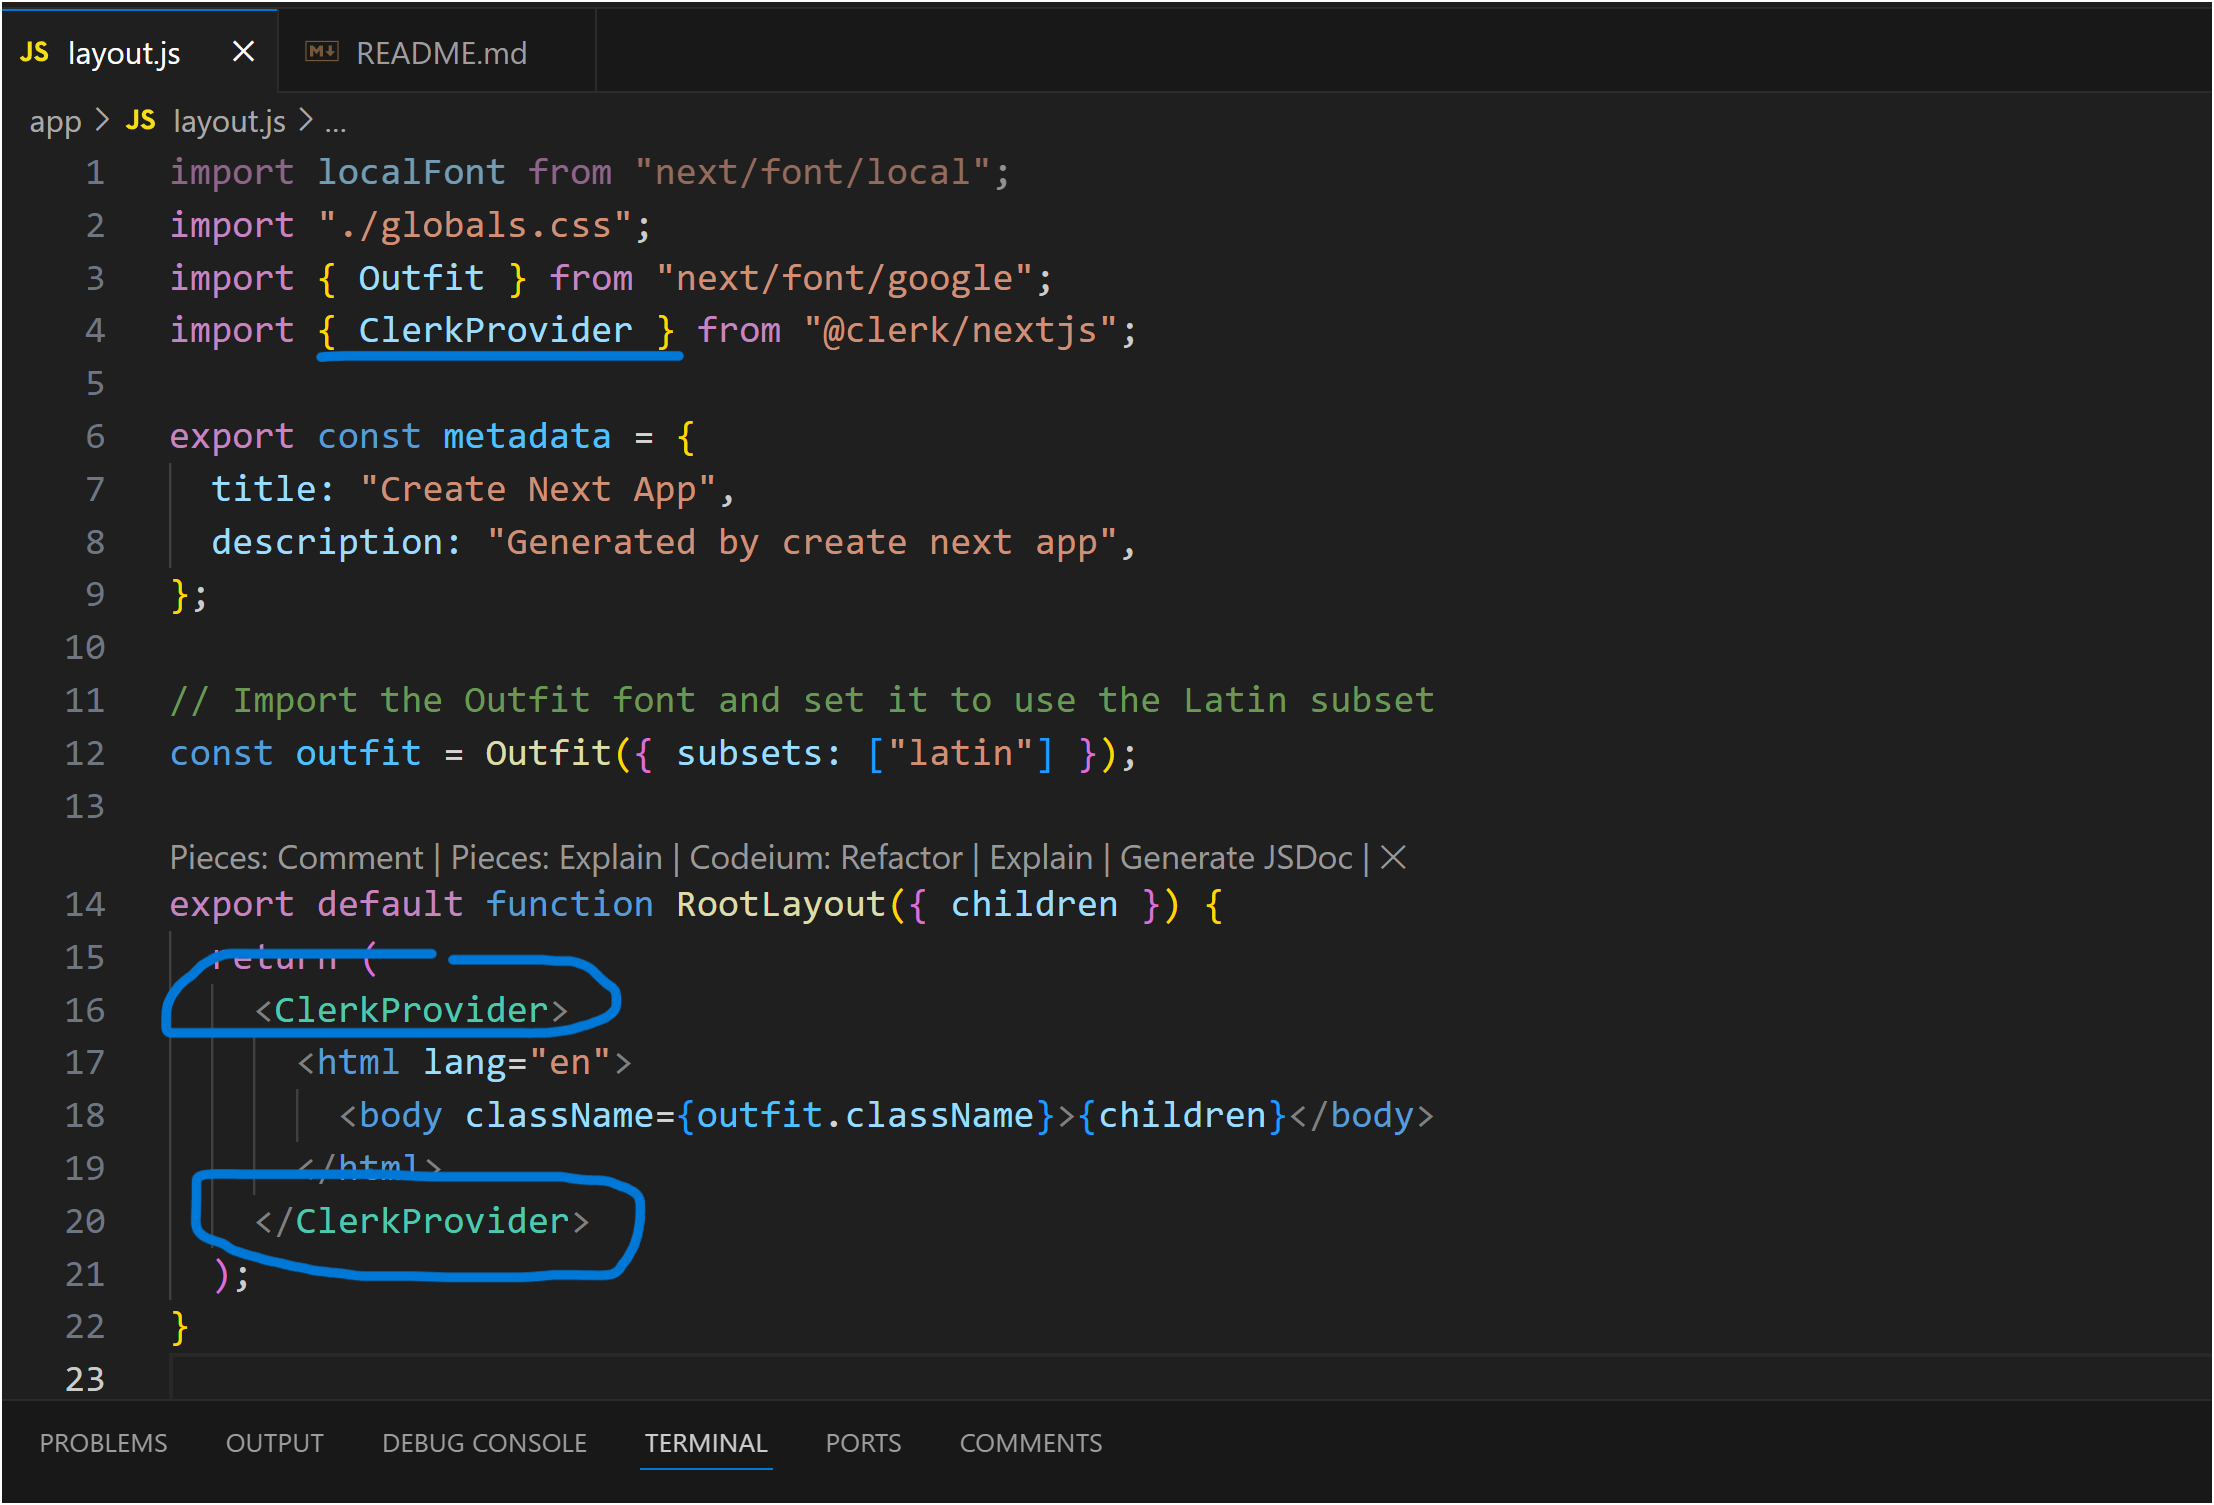 JS layout.js × README.md
app > JS layout.js > ...
1 import localFont from "next/font/local";
2 import "./globals.css";
3 import { Outfit } from "next/font/google";
4 import { ClerkProvider } from "@clerk/nextjs";
5
6 export const metadata = {
7   title: "Create Next App",
8   description: "Generated by create next app",
9 };
10
11 // Import the Outfit font and set it to use the Latin subset
12 const outfit = Outfit({ subsets: ["latin"] });
13
Pieces: Comment | Pieces: Explain | Codeium: Refactor | Explain | Generate JSDoc | ×
14 export default function RootLayout({ children }) {
15   return (
16     <ClerkProvider>
17       <html lang="en">
18         <body className={outfit.className}>{children}</body>
19       </html>
20     </ClerkProvider>
21   );
22 }
23
PROBLEMS OUTPUT DEBUG CONSOLE TERMINAL PORTS COMMENTS